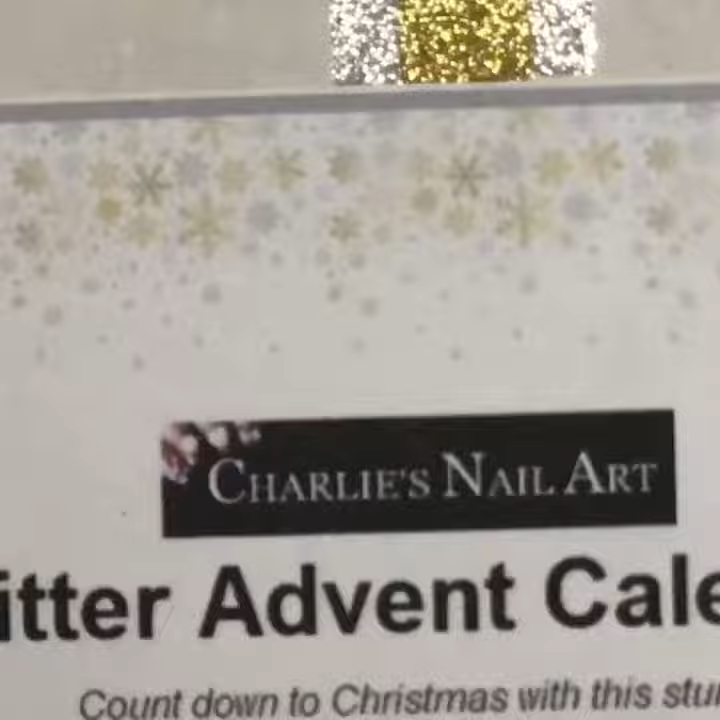 CHARLIE'S NAIL ART
itter Advent Cale
Count down to Christmas with this stu